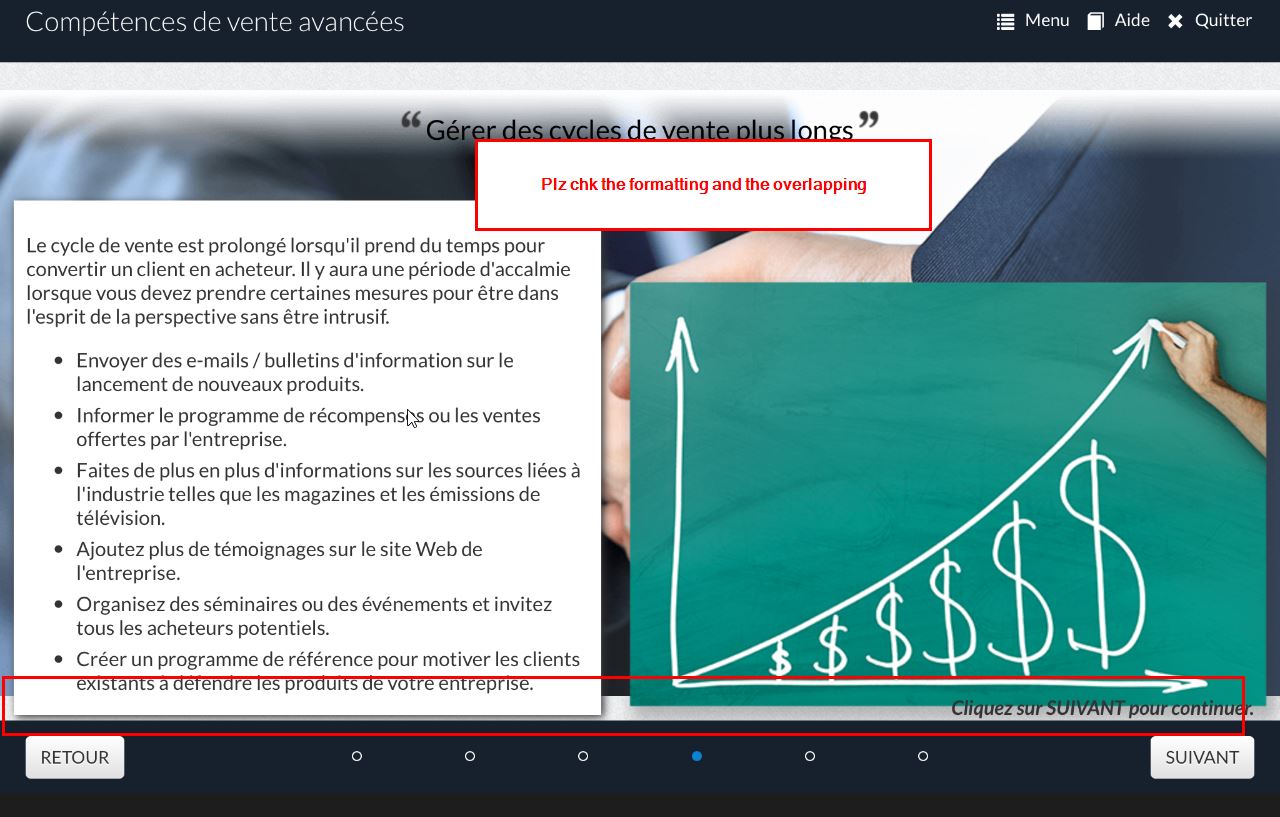 Compétences de vente avancées
Menu
Aide
Quitter
“Gérer des cycles de vente plus longs”
Plz chk the formatting and the overlapping
Le cycle de vente est prolongé lorsqu'il prend du temps pour
convertir un client en acheteur. Il y aura une période d'accalmie
lorsque vous devez prendre certaines mesures pour être dans
l'esprit de la perspective sans être intrusif.
• Envoyer des e-mails / bulletins d'information sur le
lancement de nouveaux produits.
• Informer le programme de récompenses ou les ventes
offertes par l'entreprise.
• Faites de plus en plus d'informations sur les sources liées à
l'industrie telles que les magazines et les émissions de
télévision.
• Ajoutez plus de témoignages sur le site Web de
l'entreprise.
• Organisez des séminaires ou des événements et invitez
tous les acheteurs potentiels.
• Créer un programme de référence pour motiver les clients
existants à défendre les produits de votre entreprise.
$ $ $ $ $ $
Cliquez sur SUIVANT pour continuer.
RETOUR
SUIVANT